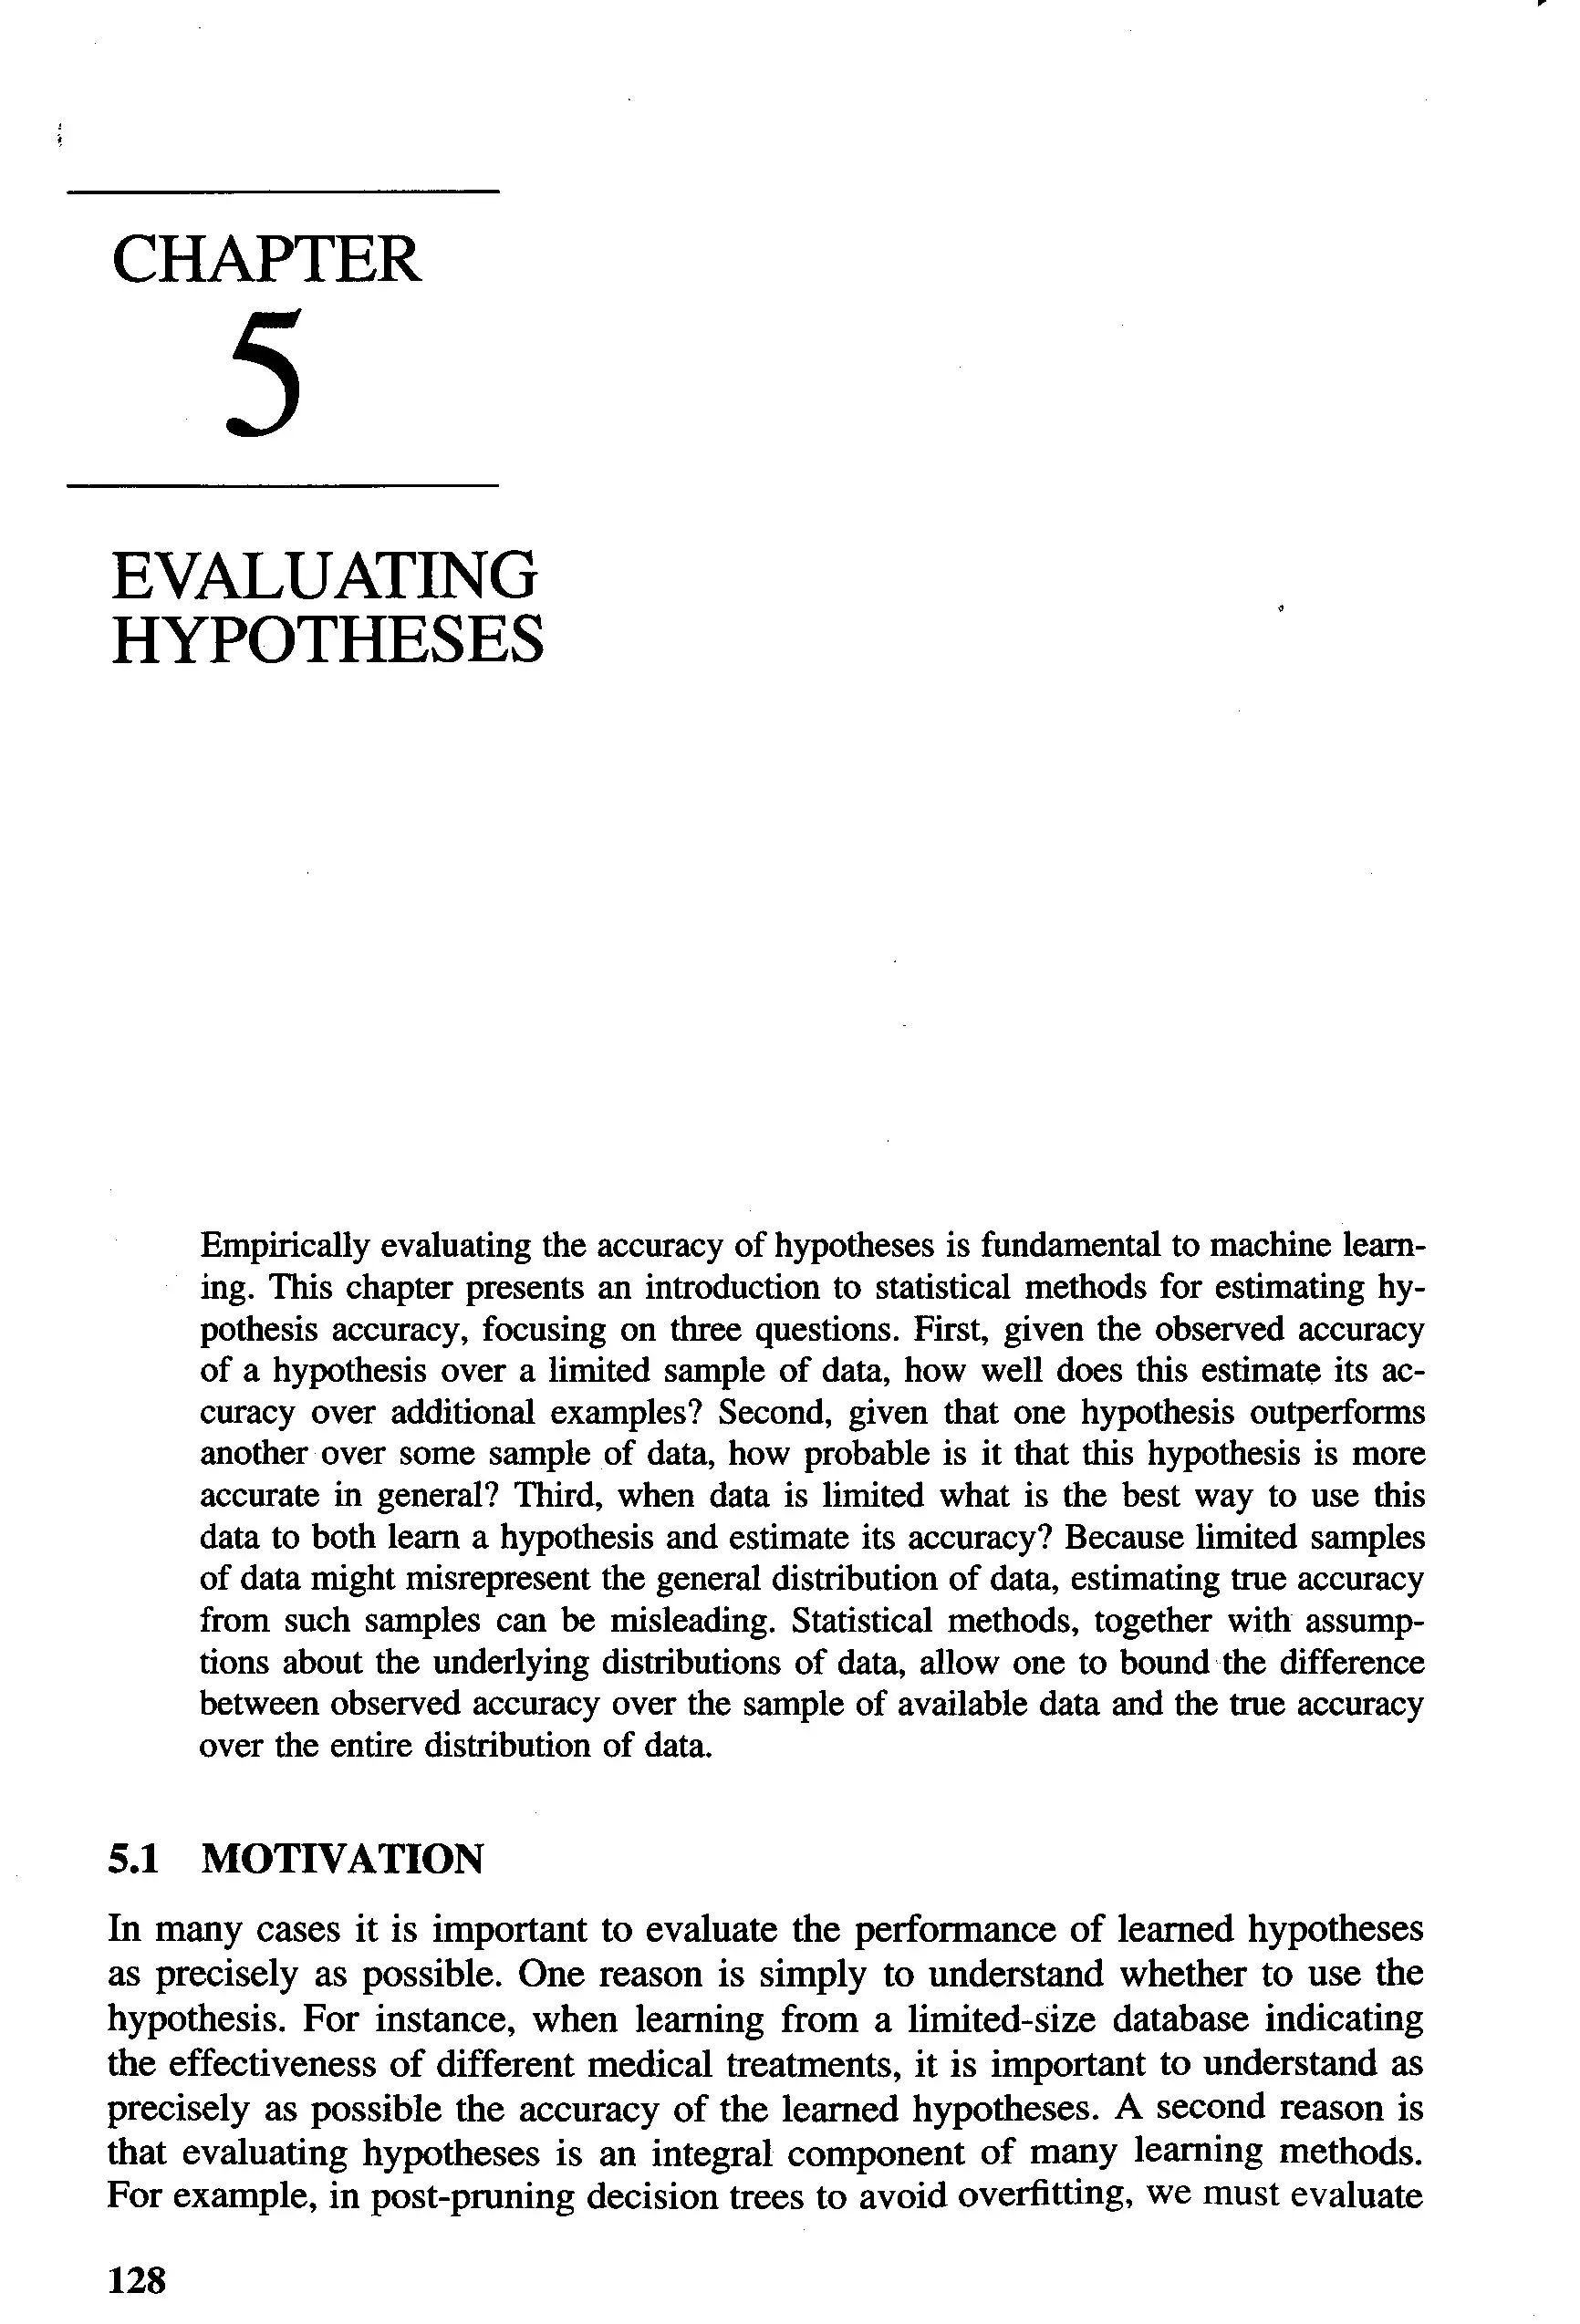 CHAPTER
5
EVALUATING
HYPOTHESES
Empirically evaluating the accuracy of hypotheses is fundamental to machine learn-
ing. This chapter presents an introduction to statistical methods for estimating hy-
pothesis accuracy, focusing on three questions. First, given the observed accuracy
of a hypothesis over a limited sample of data, how well does this estimate its ac-
curacy over additional examples? Second, given that one hypothesis outperforms
another over some sample of data, how probable is it that this hypothesis is more
accurate in general? Third, when data is limited what is the best way to use this
data to both learn a hypothesis and estimate its accuracy? Because limited samples
of data might misrepresent the general distribution of data, estimating true accuracy
from such samples can be misleading. Statistical methods, together with assump-
tions about the underlying distributions of data, allow one to bound the difference
between observed accuracy over the sample of available data and the true accuracy
over the entire distribution of data.
5.1 MOTIVATION
In many cases it is important to evaluate the performance of learned hypotheses
as precisely as possible. One reason is simply to understand whether to use the
hypothesis. For instance, when learning from a limited-size database indicating
the effectiveness of different medical treatments, it is important to understand as
precisely as possible the accuracy of the learned hypotheses. A second reason is
that evaluating hypotheses is an integral component of many learning methods.
For example, in post-pruning decision trees to avoid overfitting, we must evaluate
128